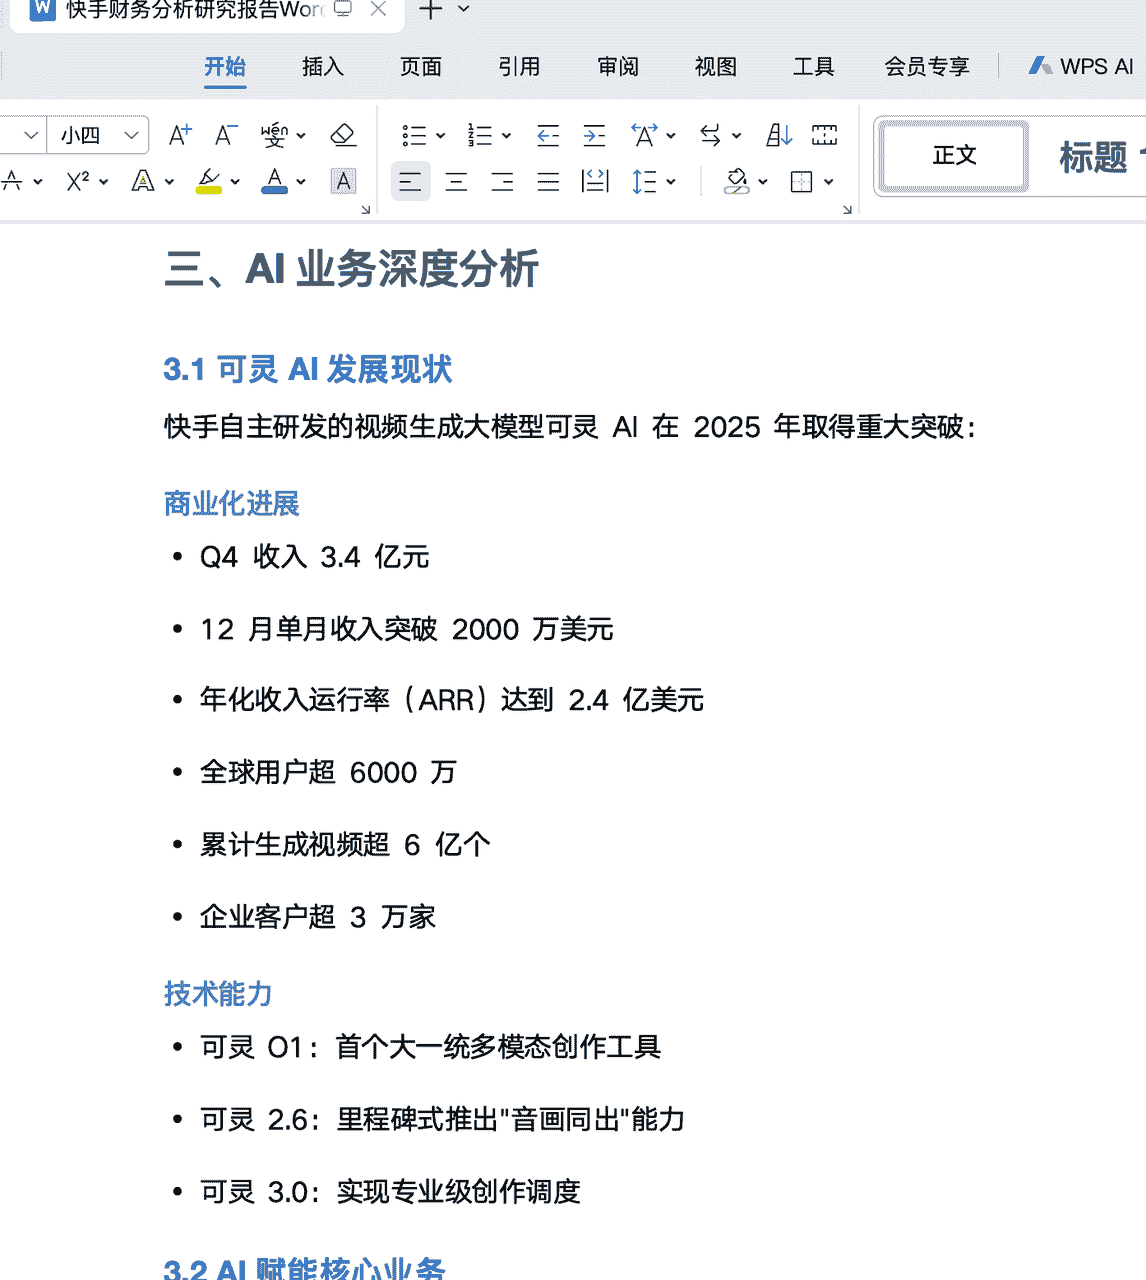 快手财务分析研究报告Wor
开始 插入 页面 引用 审阅 视图 工具 会员专享 WPS AI
小四 A+ A- wén 变
X² A A A
正文 标题 1
三、AI 业务深度分析
3.1 可灵 AI 发展现状
快手自主研发的视频生成大模型可灵 AI 在 2025 年取得重大突破：
商业化进展
• Q4 收入 3.4 亿元
• 12 月单月收入突破 2000 万美元
• 年化收入运行率（ARR）达到 2.4 亿美元
• 全球用户超 6000 万
• 累计生成视频超 6 亿个
• 企业客户超 3 万家
技术能力
• 可灵 O1：首个大一统多模态创作工具
• 可灵 2.6：里程碑式推出"音画同出"能力
• 可灵 3.0：实现专业级创作调度
3.2 AI 赋能核心业务